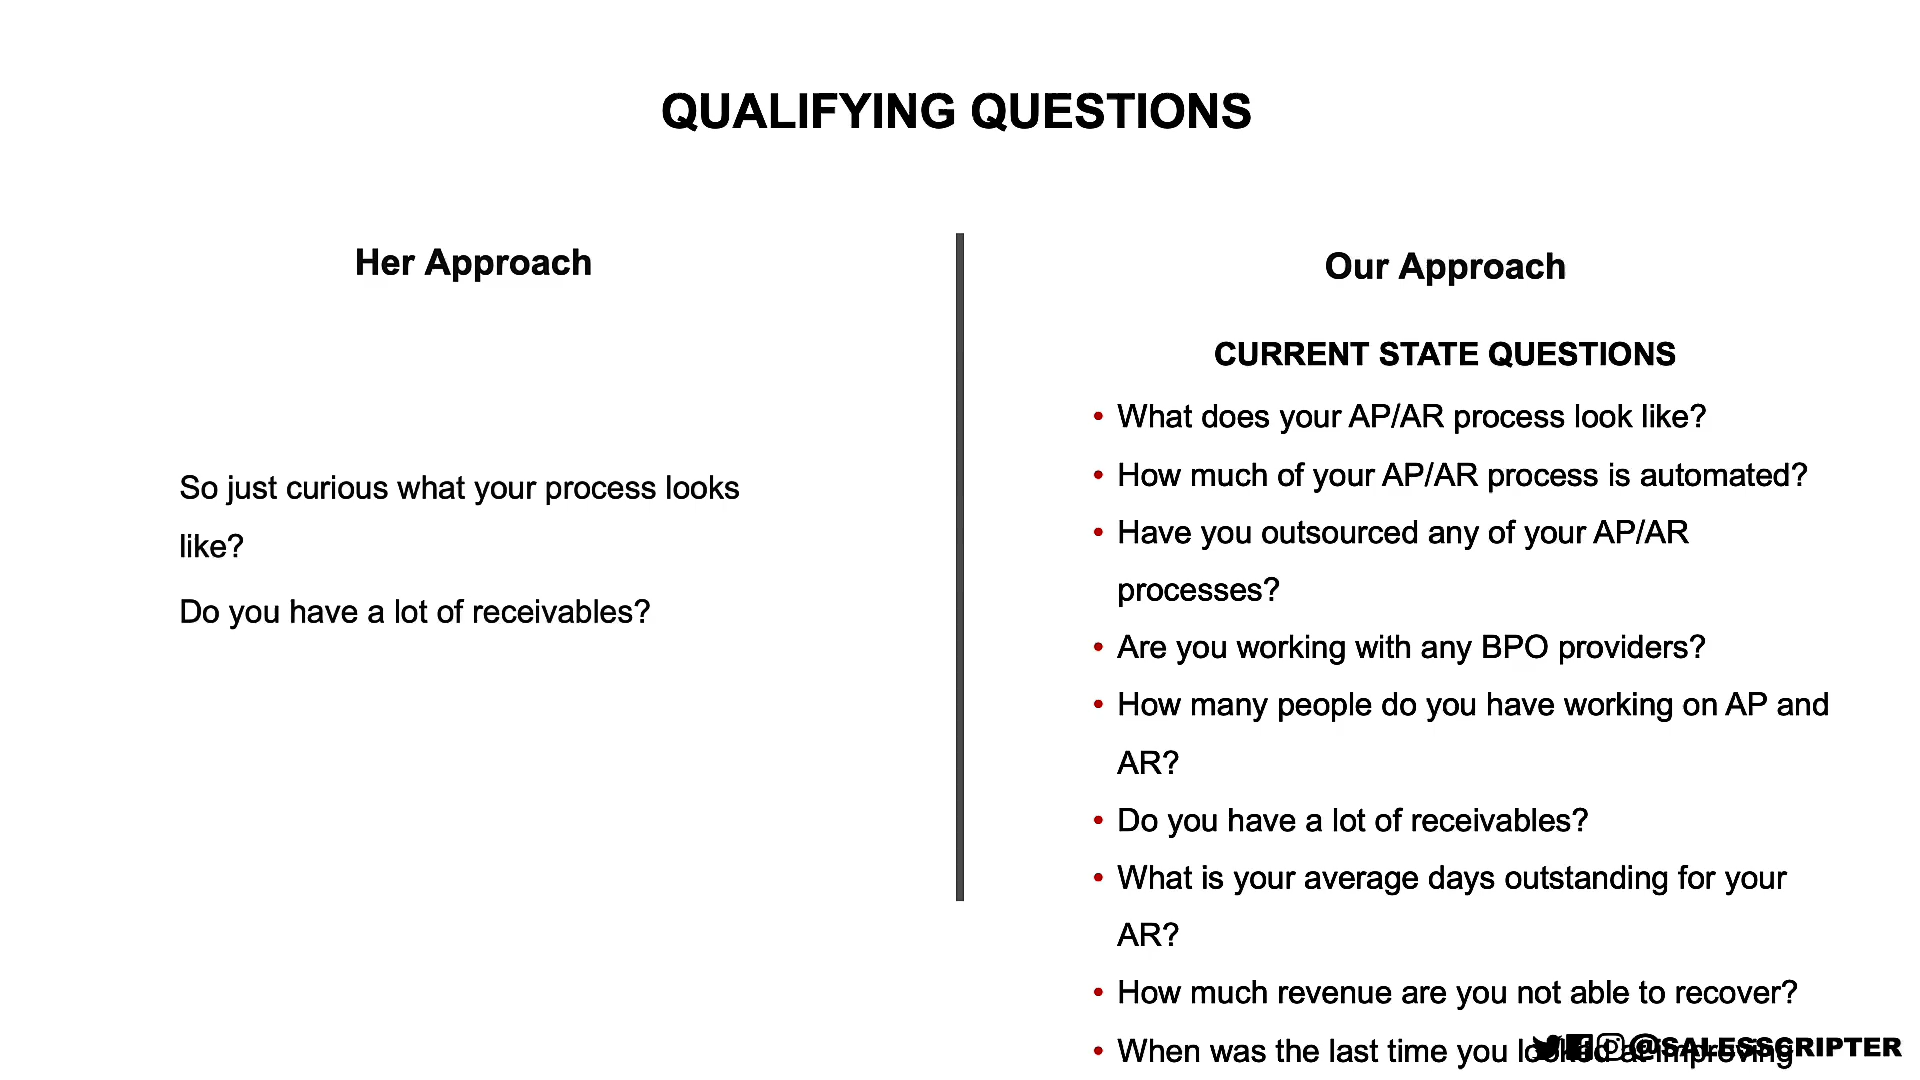 QUALIFYING QUESTIONS
Her Approach
So just curious what your process looks
like?
Do you have a lot of receivables?
Our Approach
CURRENT STATE QUESTIONS
• What does your AP/AR process look like?
• How much of your AP/AR process is automated?
• Have you outsourced any of your AP/AR
processes?
• Are you working with any BPO providers?
• How many people do you have working on AP and
AR?
• Do you have a lot of receivables?
• What is your average days outstanding for your
AR?
• How much revenue are you not able to recover?
• When was the last time you looked at improving
@SALESSCRIPTER